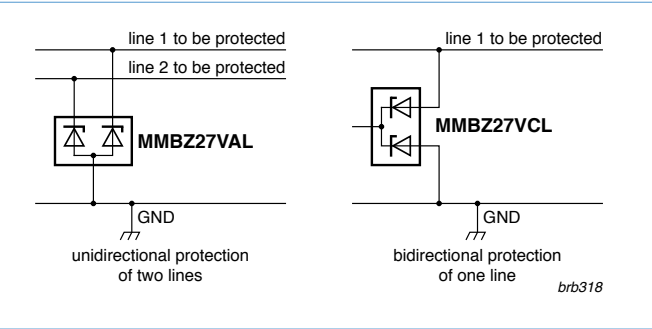 line 1 to be protected
line 2 to be protected
MMBZ27VAL
GND
unidirectional protection
of two lines
line 1 to be protected
MMBZ27VCL
GND
bidirectional protection
of one line
brb318